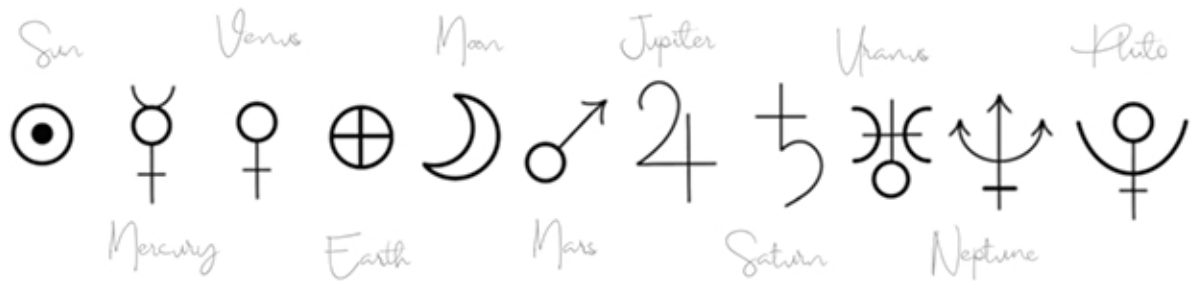 Sun
Venus
Moon
Jupiter
Uranus
Pluto
Mercury
Earth
Mars
Saturn
Neptune